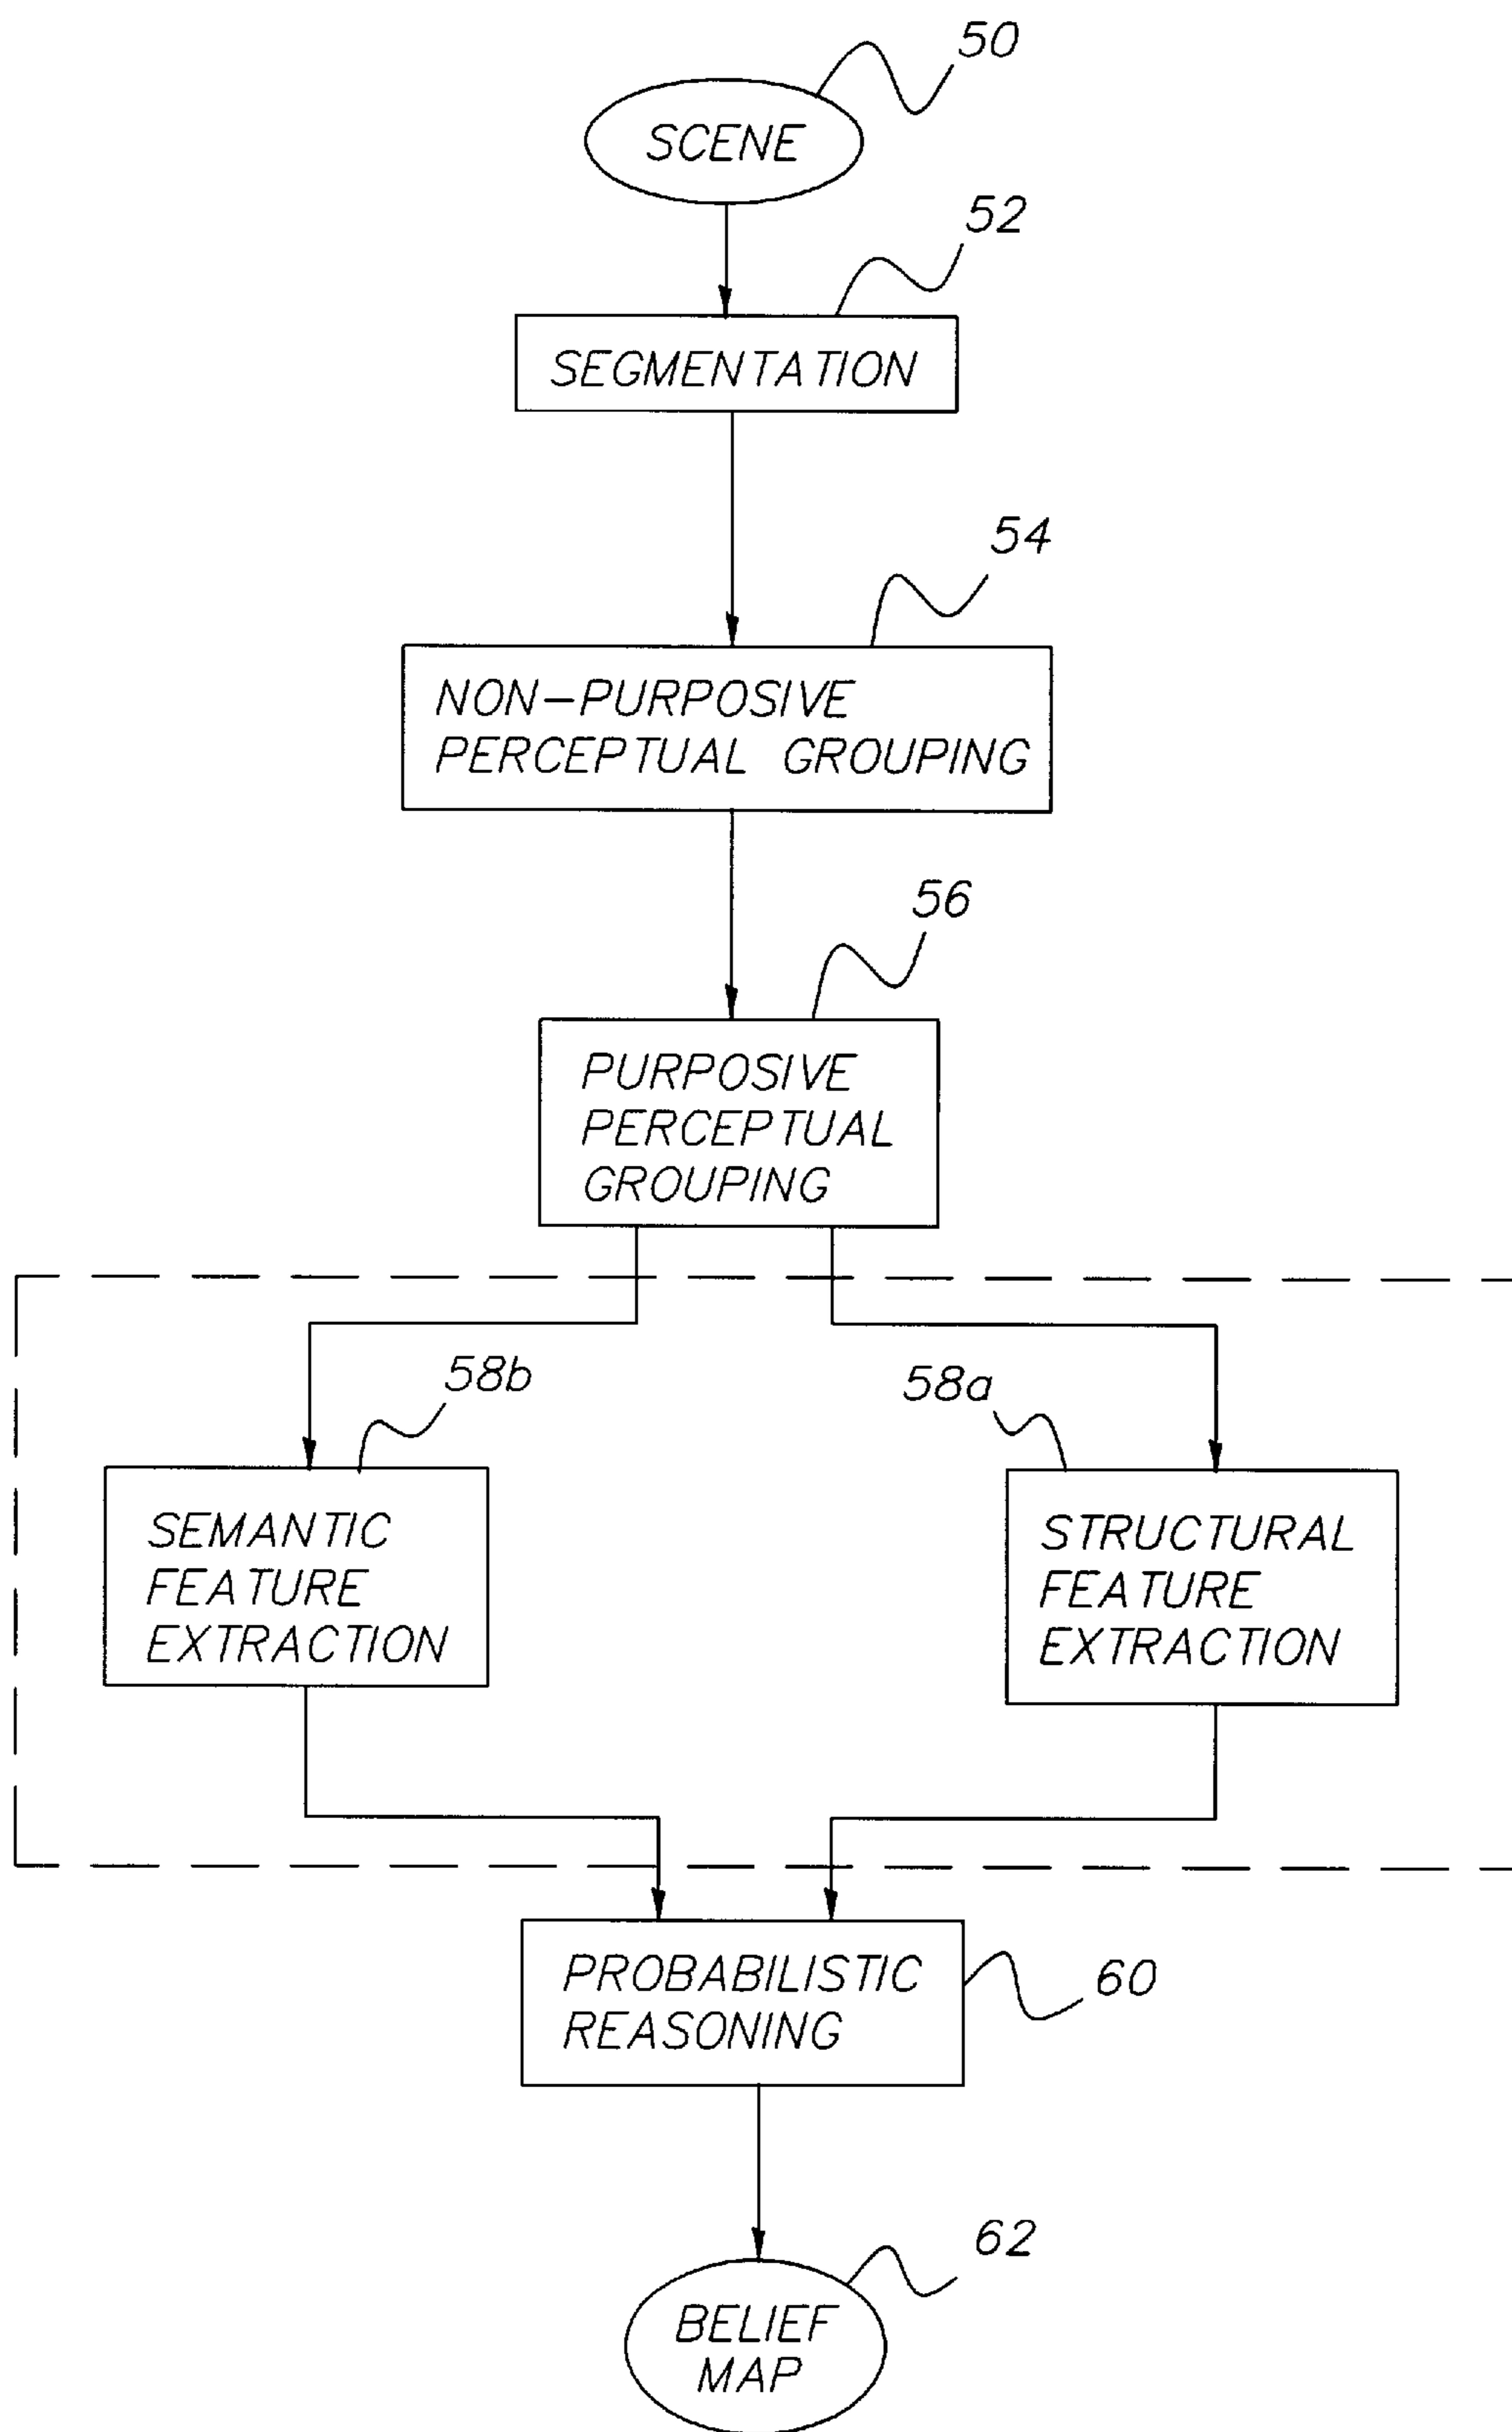 50
SCENE
52
SEGMENTATION
54
NON-PURPOSIVE
PERCEPTUAL GROUPING
56
PURPOSIVE
PERCEPTUAL
GROUPING
58b
58a
SEMANTIC
FEATURE
EXTRACTION
STRUCTURAL
FEATURE
EXTRACTION
PROBABILISTIC
REASONING
60
62
BELIEF
MAP